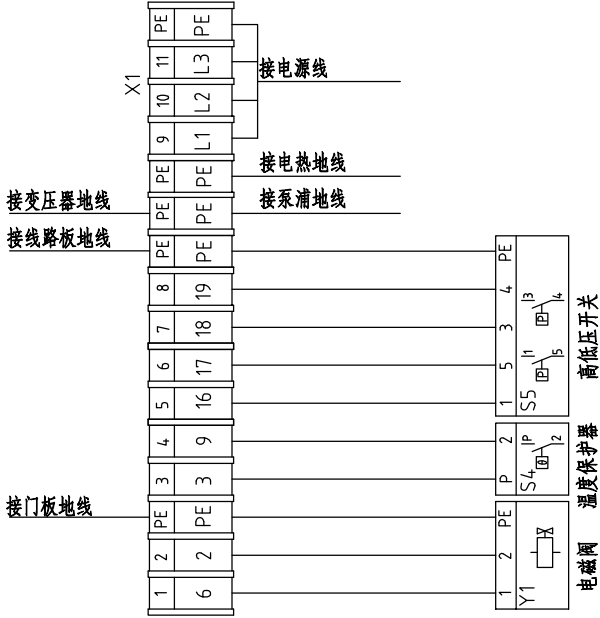 X1
PE PE
11 L3
10 L2
9 L1
PE PE
PE PE
PE PE
8 19
7 18
6 17
5 16
4 9
3 3
PE PE
2 2
1 6
接电源线
接电热地线
接变压器地线
接泵浦地线
接线路板地线
接门板地线
PE
4
3
5
1
S5
P 3 4
P 1 5
高低压开关
2
P
S4
θ P 2
温度保护器
PE
2
1
Y1
电磁阀